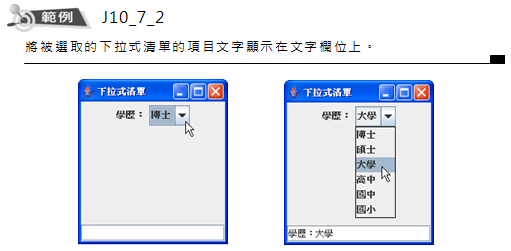 範例 J10_7_2
將被選取的下拉式清單的項目文字顯示在文字欄位上。
下拉式清單
學歷： 博士
下拉式清單
學歷： 大學
博士
碩士
大學
高中
國中
國小
學歷：大學